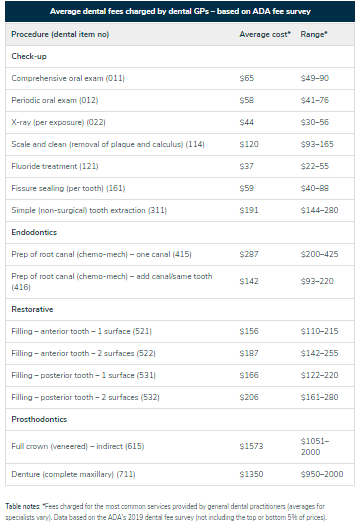 Average dental fees charged by dental GPs – based on ADA fee survey
Procedure (dental item no) Average cost* Range*
Check-up
Comprehensive oral exam (011) $65 $49–90
Periodic oral exam (012) $58 $41–76
X-ray (per exposure) (022) $44 $30–56
Scale and clean (removal of plaque and calculus) (114) $120 $93–165
Fluoride treatment (121) $37 $22–55
Fissure sealing (per tooth) (161) $59 $40–88
Simple (non-surgical) tooth extraction (311) $191 $144–280
Endodontics
Prep of root canal (chemo-mech) – one canal (415) $287 $200–425
Prep of root canal (chemo-mech) – add canal/same tooth
(416) $142 $93–220
Restorative
Filling – anterior tooth – 1 surface (521) $156 $110–215
Filling – anterior tooth – 2 surfaces (522) $187 $142–255
Filling – posterior tooth – 1 surface (531) $166 $122–220
Filling – posterior tooth – 2 surfaces (532) $206 $161–280
Prosthodontics
Full crown (veneered) – indirect (615) $1573 $1051–
2000
Denture (complete maxillary) (711) $1350 $950–2000
Table notes: *Fees charged for the most common services provided by general dental practitioners (averages for
specialists vary). Data based on the ADA's 2019 dental fee survey (not including the top or bottom 5% of prices).